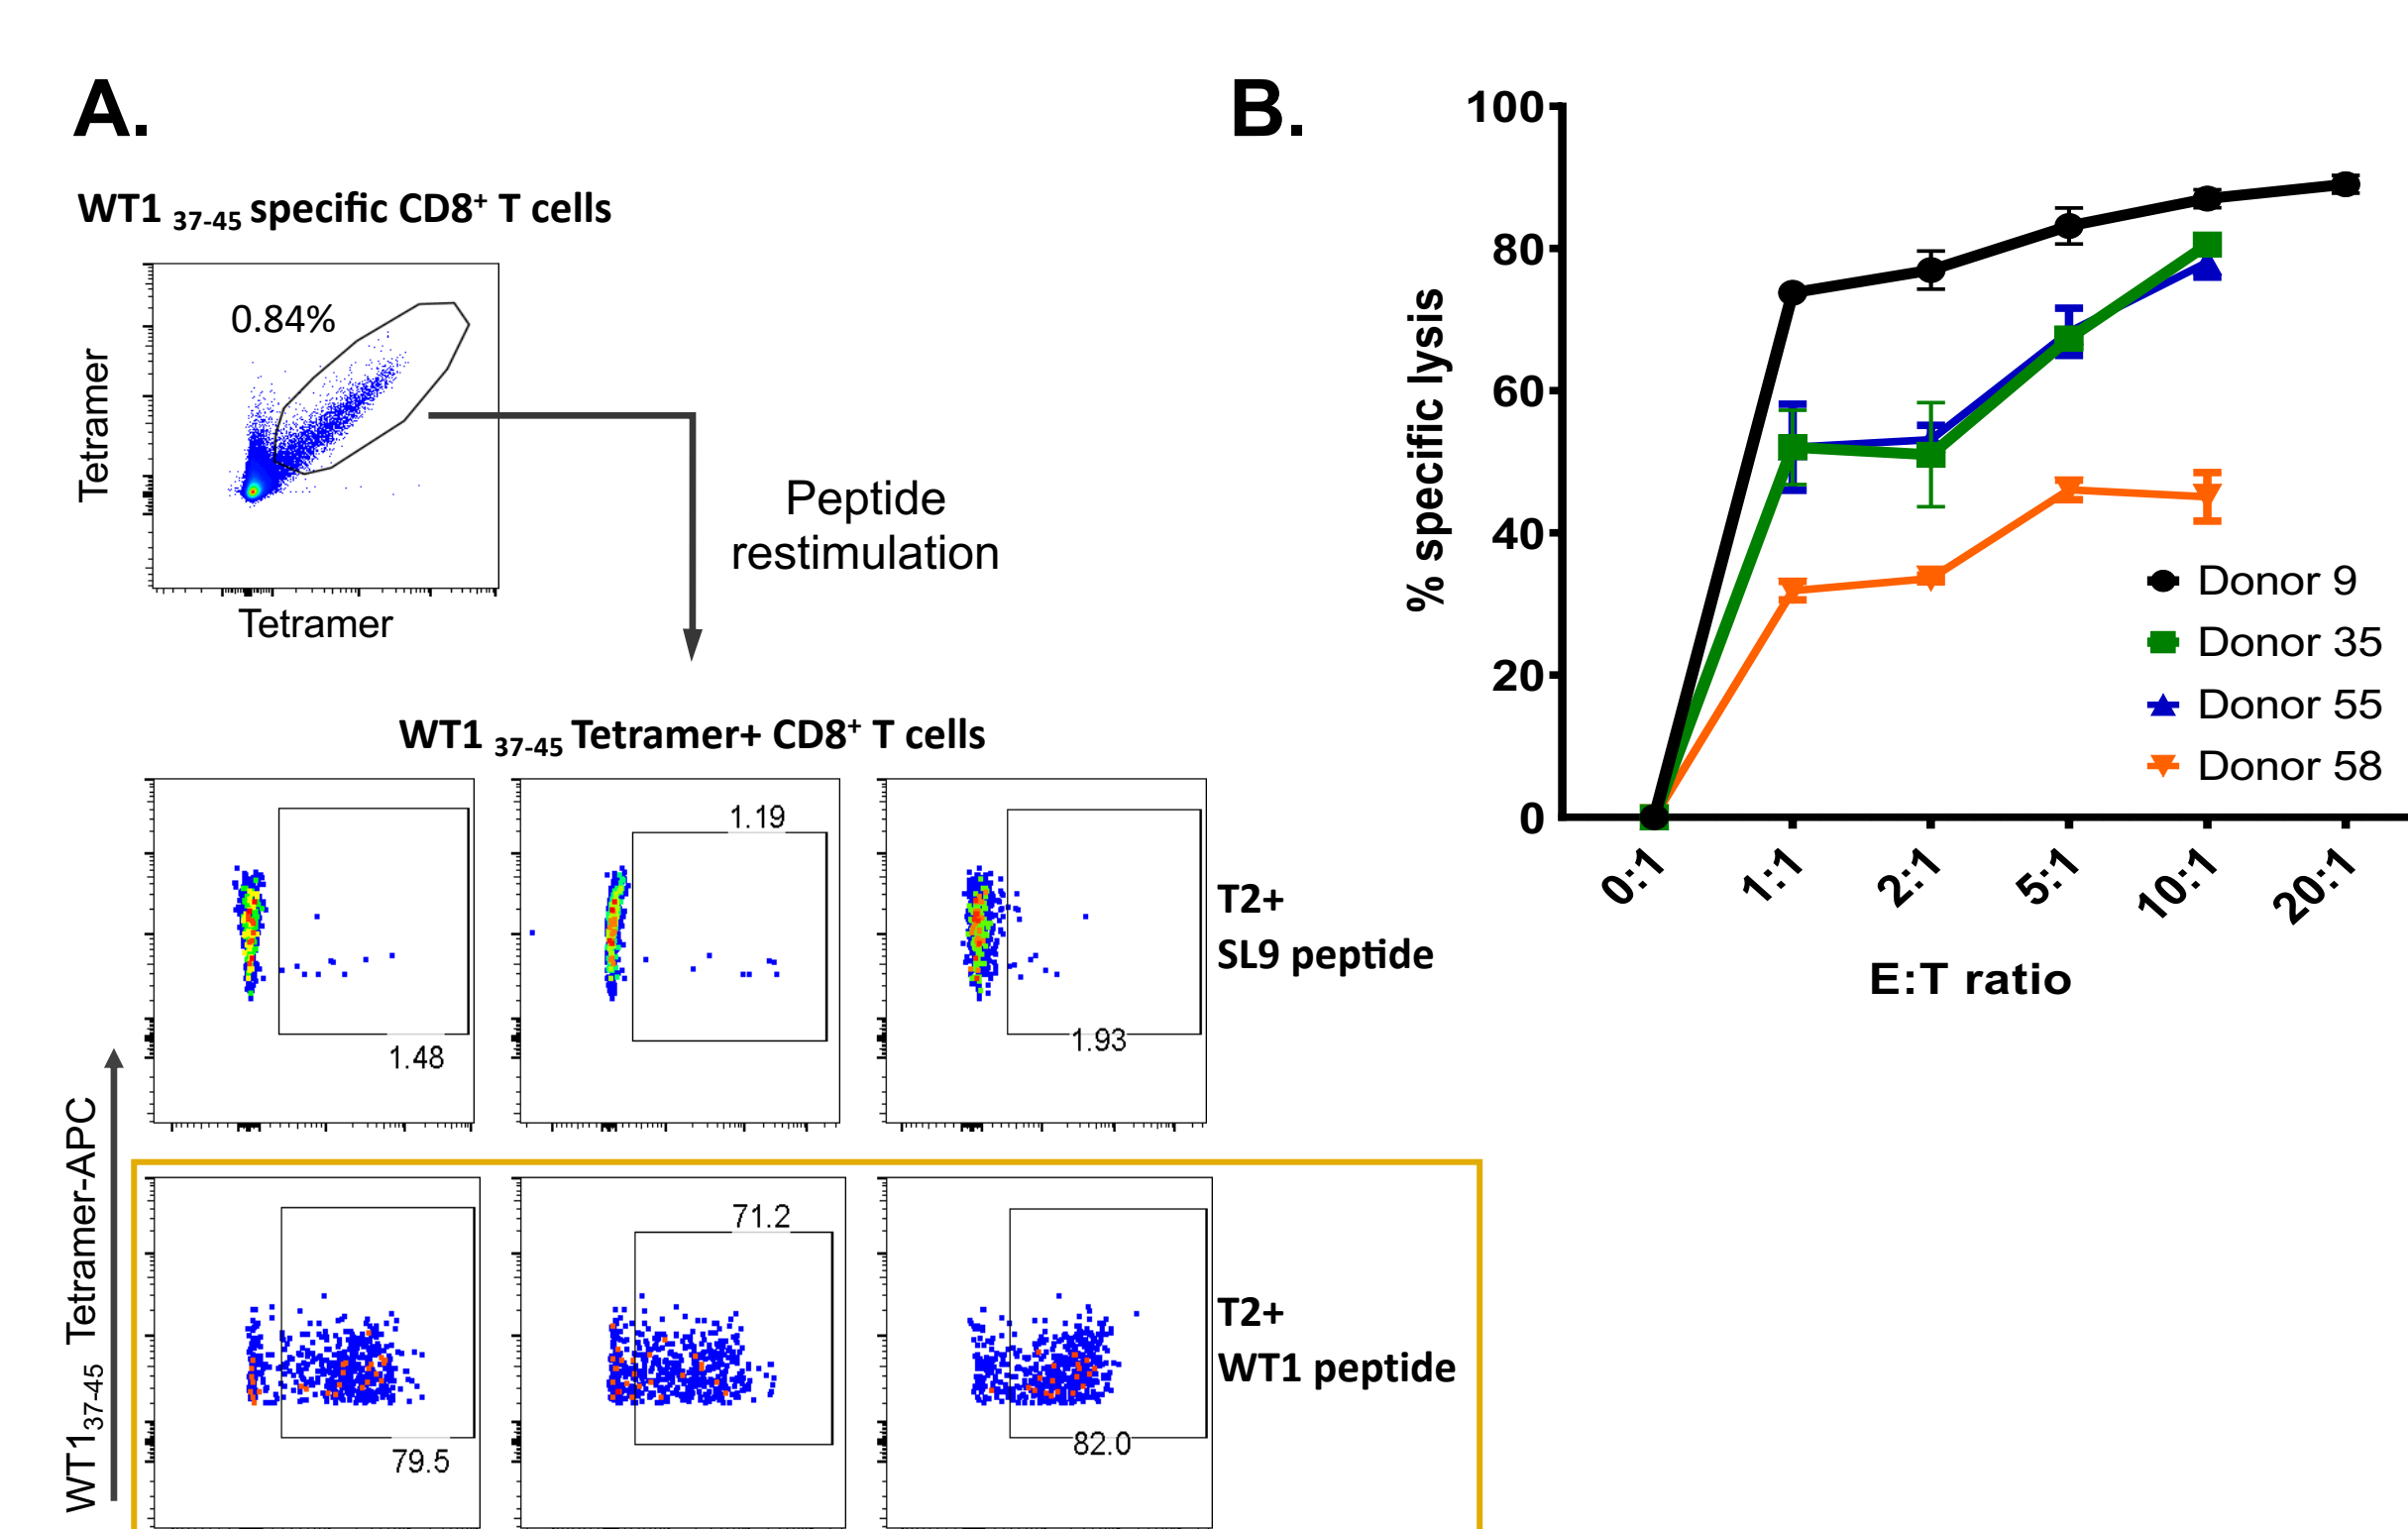 A.
WT1 37-45 specific CD8+ T cells
0.84%
Tetramer
Tetramer
Peptide
restimulation
WT1 37-45 Tetramer+ CD8+ T cells
1.48
1.19
1.93
T2+
SL9 peptide
WT137-45 Tetramer-APC
79.5
71.2
82.0
T2+
WT1 peptide
B.
% specific lysis
100
80
60
40
20
0
0:1
1:1
2:1
5:1
10:1
20:1
E:T ratio
Donor 9
Donor 35
Donor 55
Donor 58